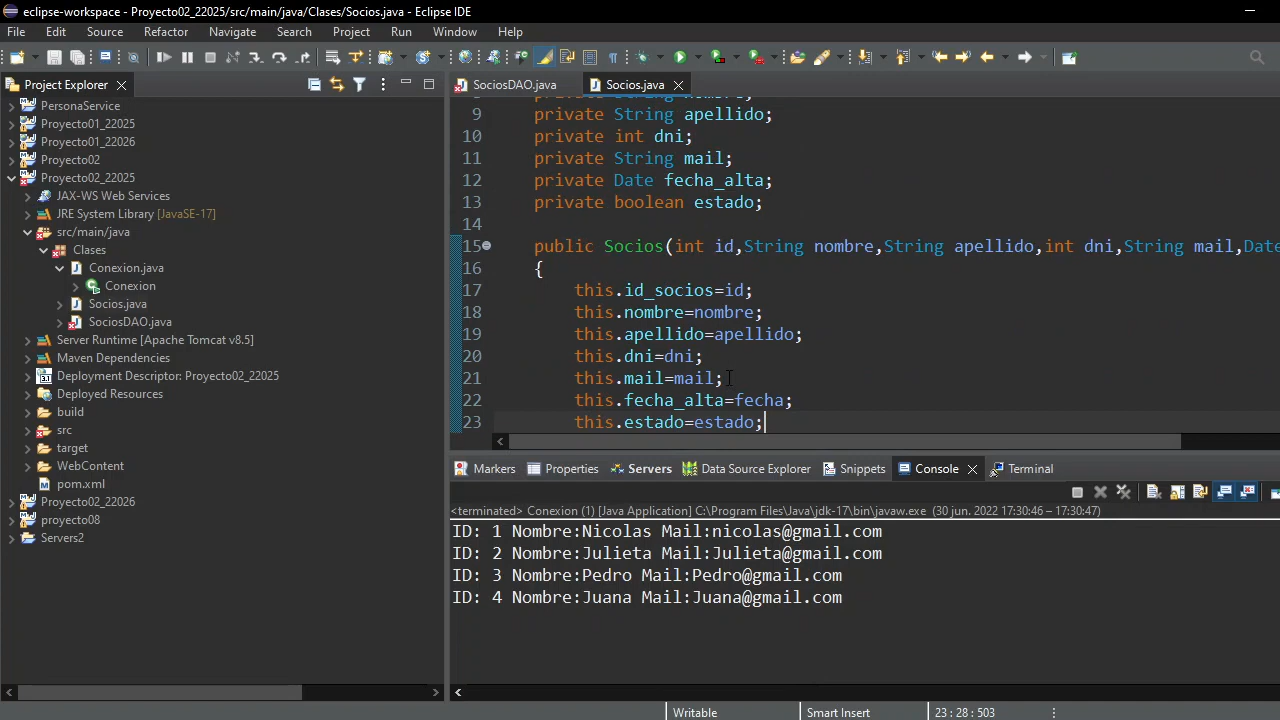 eclipse-workspace - Proyecto02_22025/src/main/java/Clases/Socios.java - Eclipse IDE
File Edit Source Refactor Navigate Search Project Run Window Help
Project Explorer
PersonaService
Proyecto01_22025
Proyecto01_22026
Proyecto02
Proyecto02_22025
JAX-WS Web Services
JRE System Library [JavaSE-17]
src/main/java
Clases
Conexion.java
Conexion
Socios.java
SociosDAO.java
Server Runtime [Apache Tomcat v8.5]
Maven Dependencies
Deployment Descriptor: Proyecto02_22025
Deployed Resources
build
src
target
WebContent
pom.xml
Proyecto02_22026
proyecto08
Servers2
SociosDAO.java Socios.java
9 private String apellido;
10 private int dni;
11 private String mail;
12 private Date fecha_alta;
13 private boolean estado;
14
15 public Socios(int id,String nombre,String apellido,int dni,String mail,Date
16 {
17 this.id_socios=id;
18 this.nombre=nombre;
19 this.apellido=apellido;
20 this.dni=dni;
21 this.mail=mail;
22 this.fecha_alta=fecha;
23 this.estado=estado;
Markers Properties Servers Data Source Explorer Snippets Console Terminal
<terminated> Conexion (1) [Java Application] C:\Program Files\Java\jdk-17\bin\javaw.exe (30 jun. 2022 17:30:46 – 17:30:47)
ID: 1 Nombre:Nicolas Mail:nicolas@gmail.com
ID: 2 Nombre:Julieta Mail:Julieta@gmail.com
ID: 3 Nombre:Pedro Mail:Pedro@gmail.com
ID: 4 Nombre:Juana Mail:Juana@gmail.com
Writable Smart Insert 23 : 28 : 503